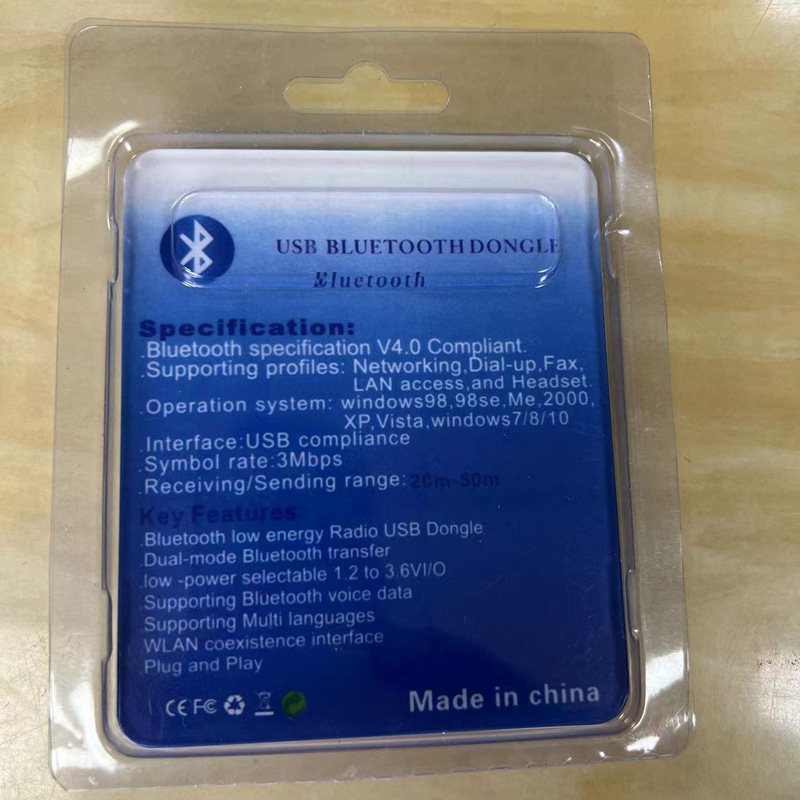 USB BLUETOOTH DONGLE
Bluetooth
Specification:
.Bluetooth specification V4.0 Compliant.
.Supporting profiles: Networking,Dial-up,Fax,
LAN access,and Headset.
.Operation system: windows98,98se,Me,2000,
XP,Vista,windows7/8/10
.Interface:USB compliance
.Symbol rate:3Mbps
.Receiving/Sending range:20m-50m
Key Features:
.Bluetooth low energy Radio USB Dongle
.Dual-mode Bluetooth transfer
.low -power selectable 1.2 to 3.6VI/O
.Supporting Bluetooth voice data
.Supporting Multi languages
.WLAN coexistence interface
.Plug and Play
CE FC Made in china